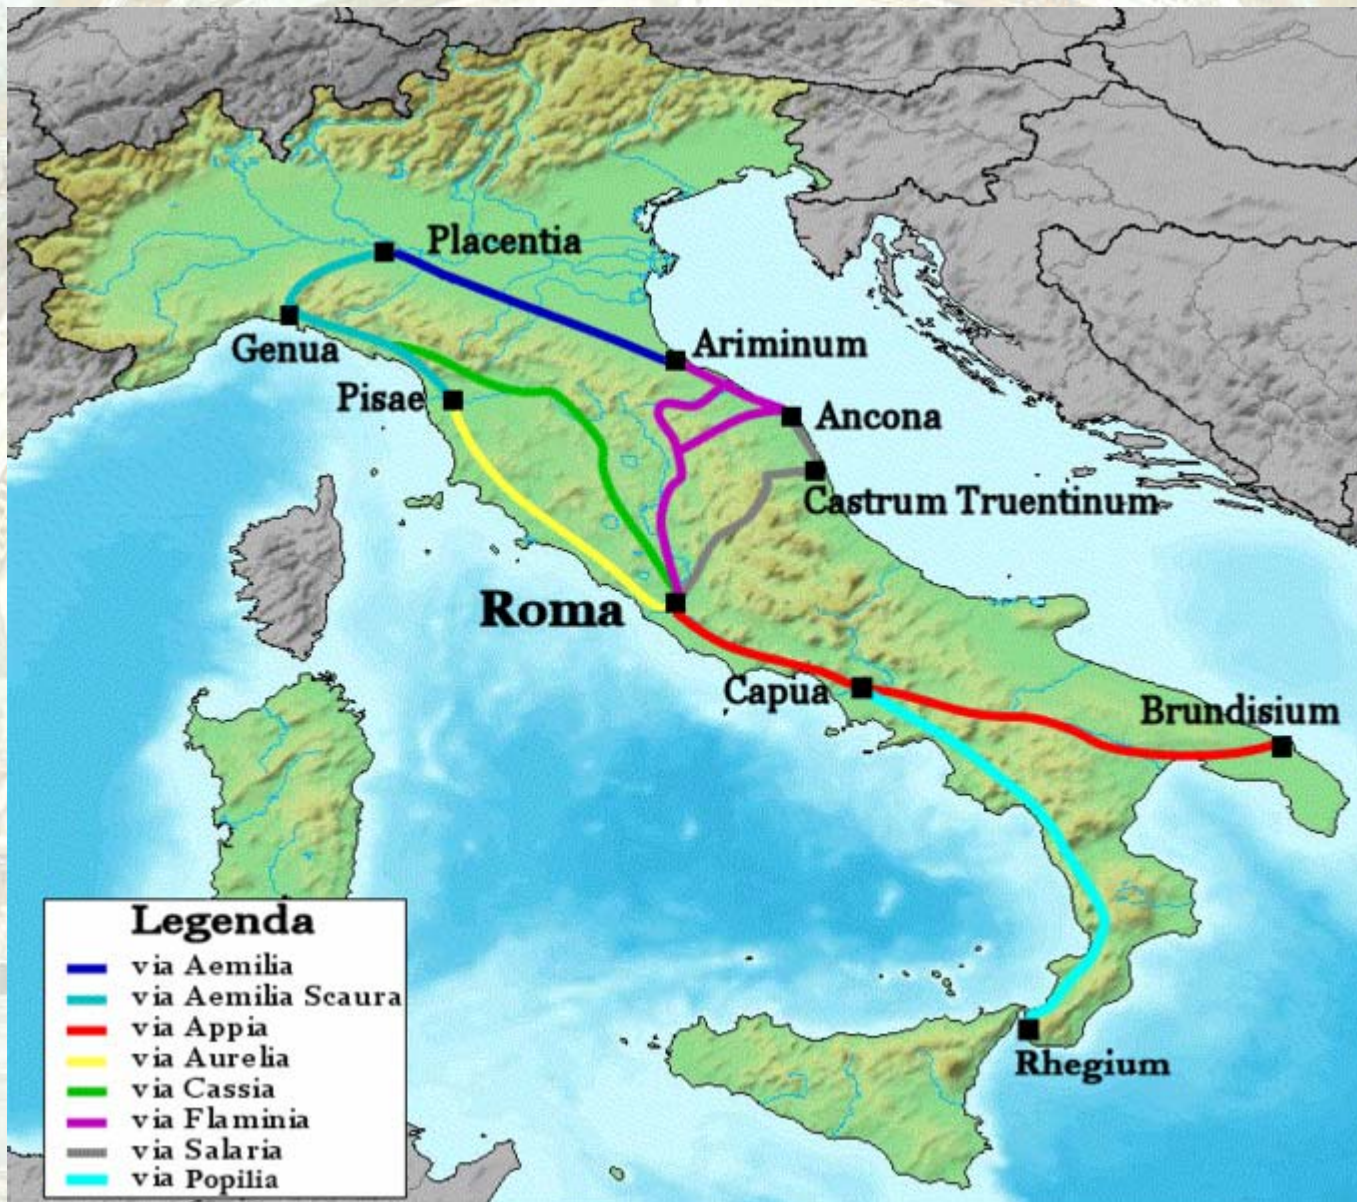 Placentia
Ariminum
Genua
Pisae
Ancona
Castrum Truentinum
Roma
Capua
Brundisium
Rhegium
Legenda
via Aemilia
via Aemilia Scaura
via Appia
via Aurelia
via Cassia
via Flaminia
via Salaria
via Popilia